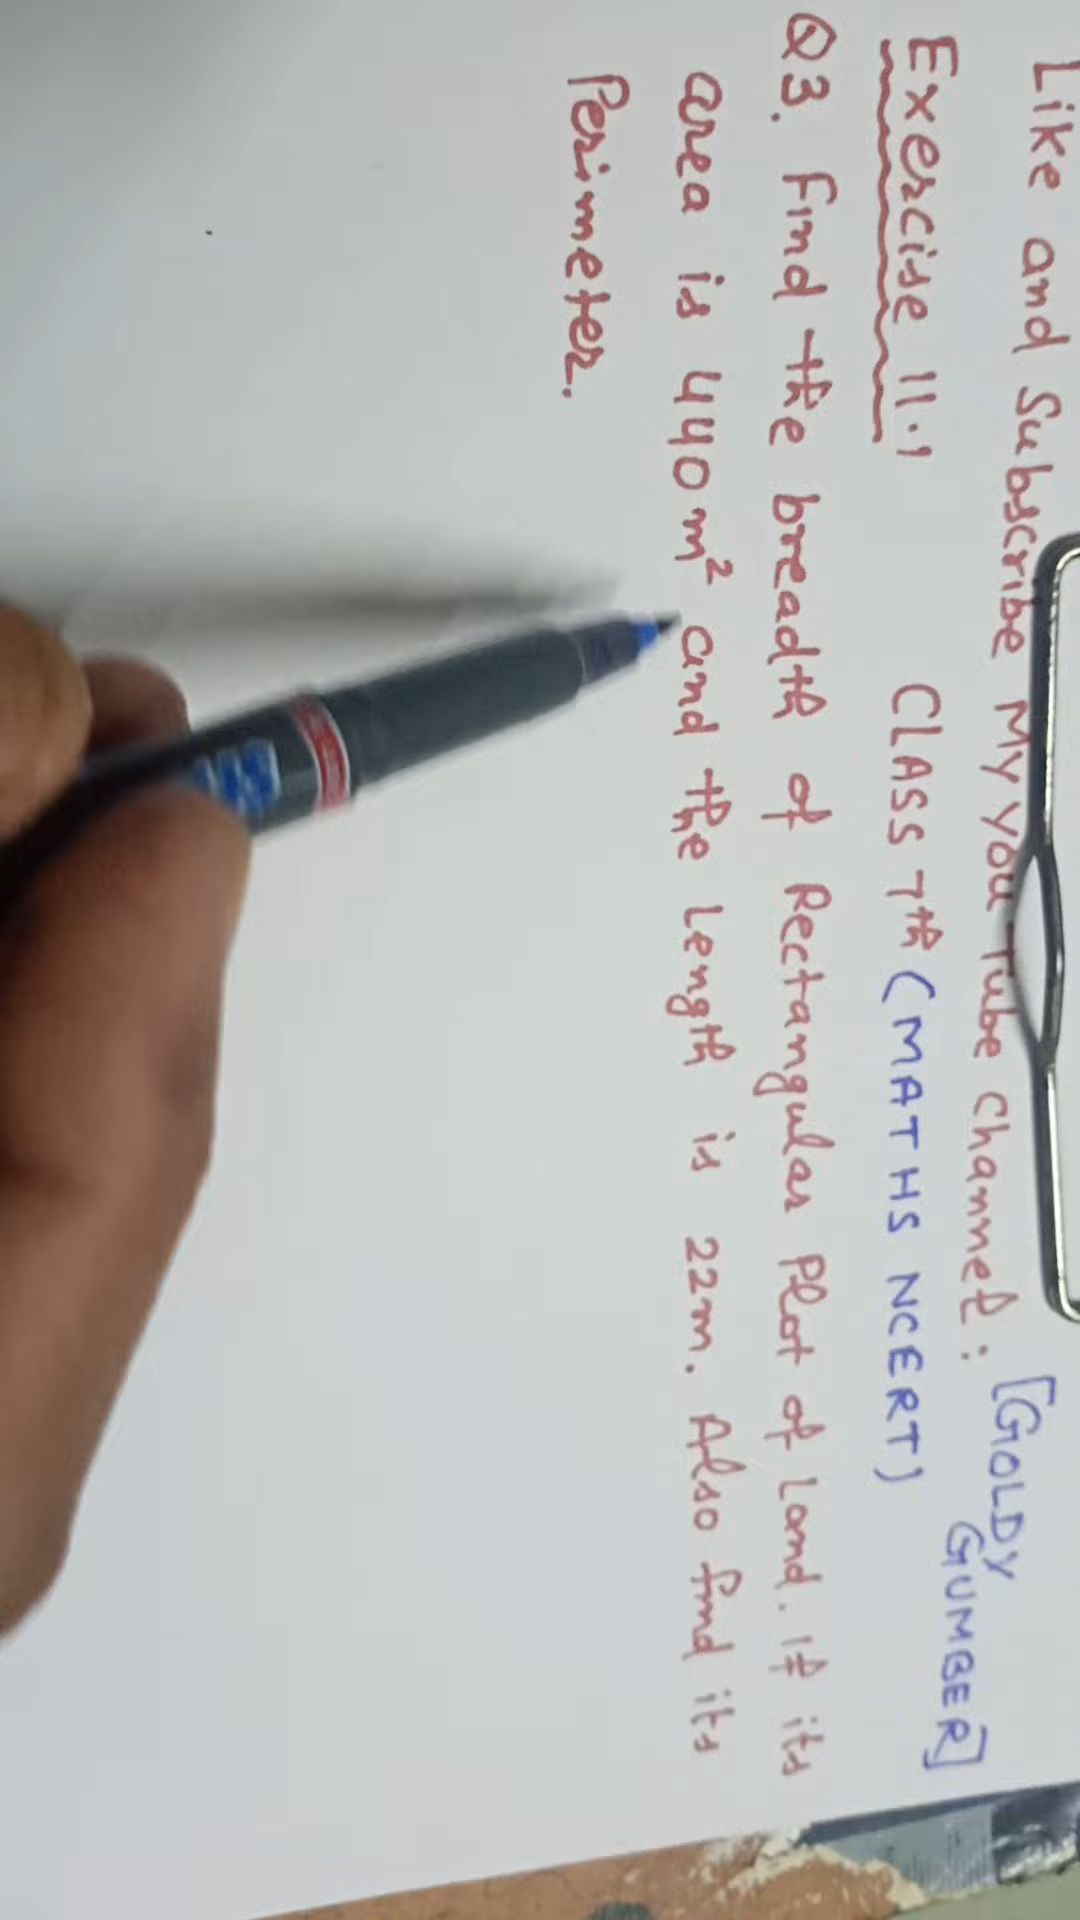 Like and Subscribe My You Tube Channel: [GOLDY
GUMBER]
Exercise 11.1 CLASS 7th (MATHS NCERT)
Q3. Find the breadth of Rectangular Plot of Land. If its
area is 440m² and the Length is 22m. Also find its
Perimeter.